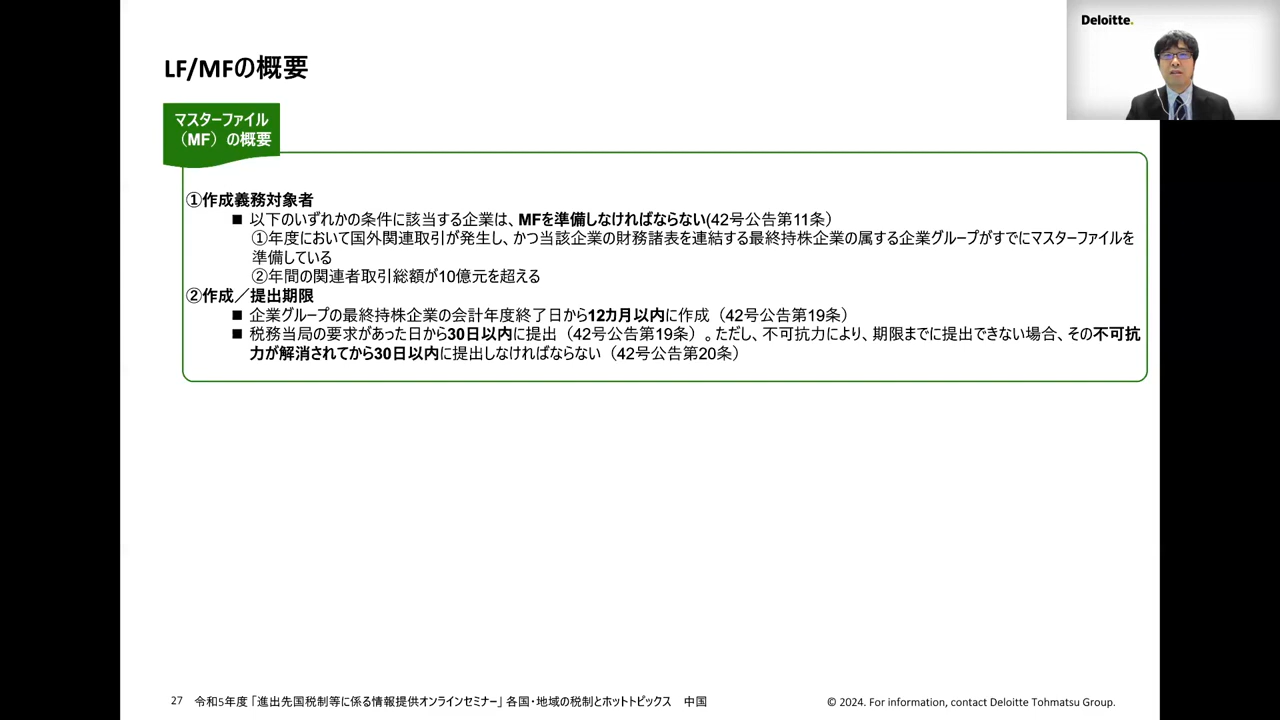 Deloitte.
LF/MFの概要
マスターファイル
（MF）の概要
①作成義務対象者
■ 以下のいずれかの条件に該当する企業は、MFを準備しなければならない(42号公告第11条）
①年度において国外関連取引が発生し、かつ当該企業の財務諸表を連結する最終持株企業の属する企業グループがすでにマスターファイルを
準備している
②年間の関連者取引総額が10億元を超える
②作成／提出期限
■ 企業グループの最終持株企業の会計年度終了日から12カ月以内に作成（42号公告第19条）
■ 税務当局の要求があった日から30日以内に提出（42号公告第19条）。ただし、不可抗力により、期限までに提出できない場合、その不可抗
力が解消されてから30日以内に提出しなければならない（42号公告第20条）
27 令和5年度「進出先国税制等に係る情報提供オンラインセミナー」各国・地域の税制とホットトピックス 中国
© 2024. For information, contact Deloitte Tohmatsu Group.